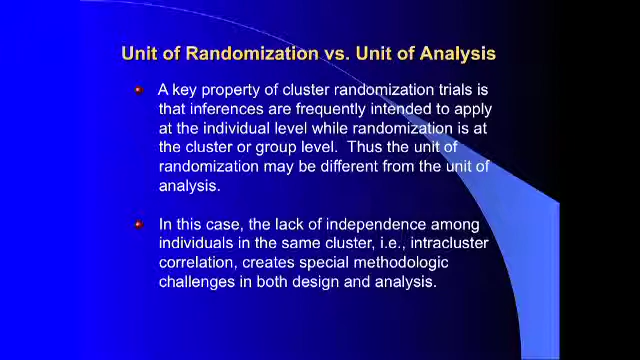 Unit of Randomization vs. Unit of Analysis
A key property of cluster randomization trials is
that inferences are frequently intended to apply
at the individual level while randomization is at
the cluster or group level.  Thus the unit of
randomization may be different from the unit of
analysis.
In this case, the lack of independence among
individuals in the same cluster, i.e., intracluster
correlation, creates special methodologic
challenges in both design and analysis.